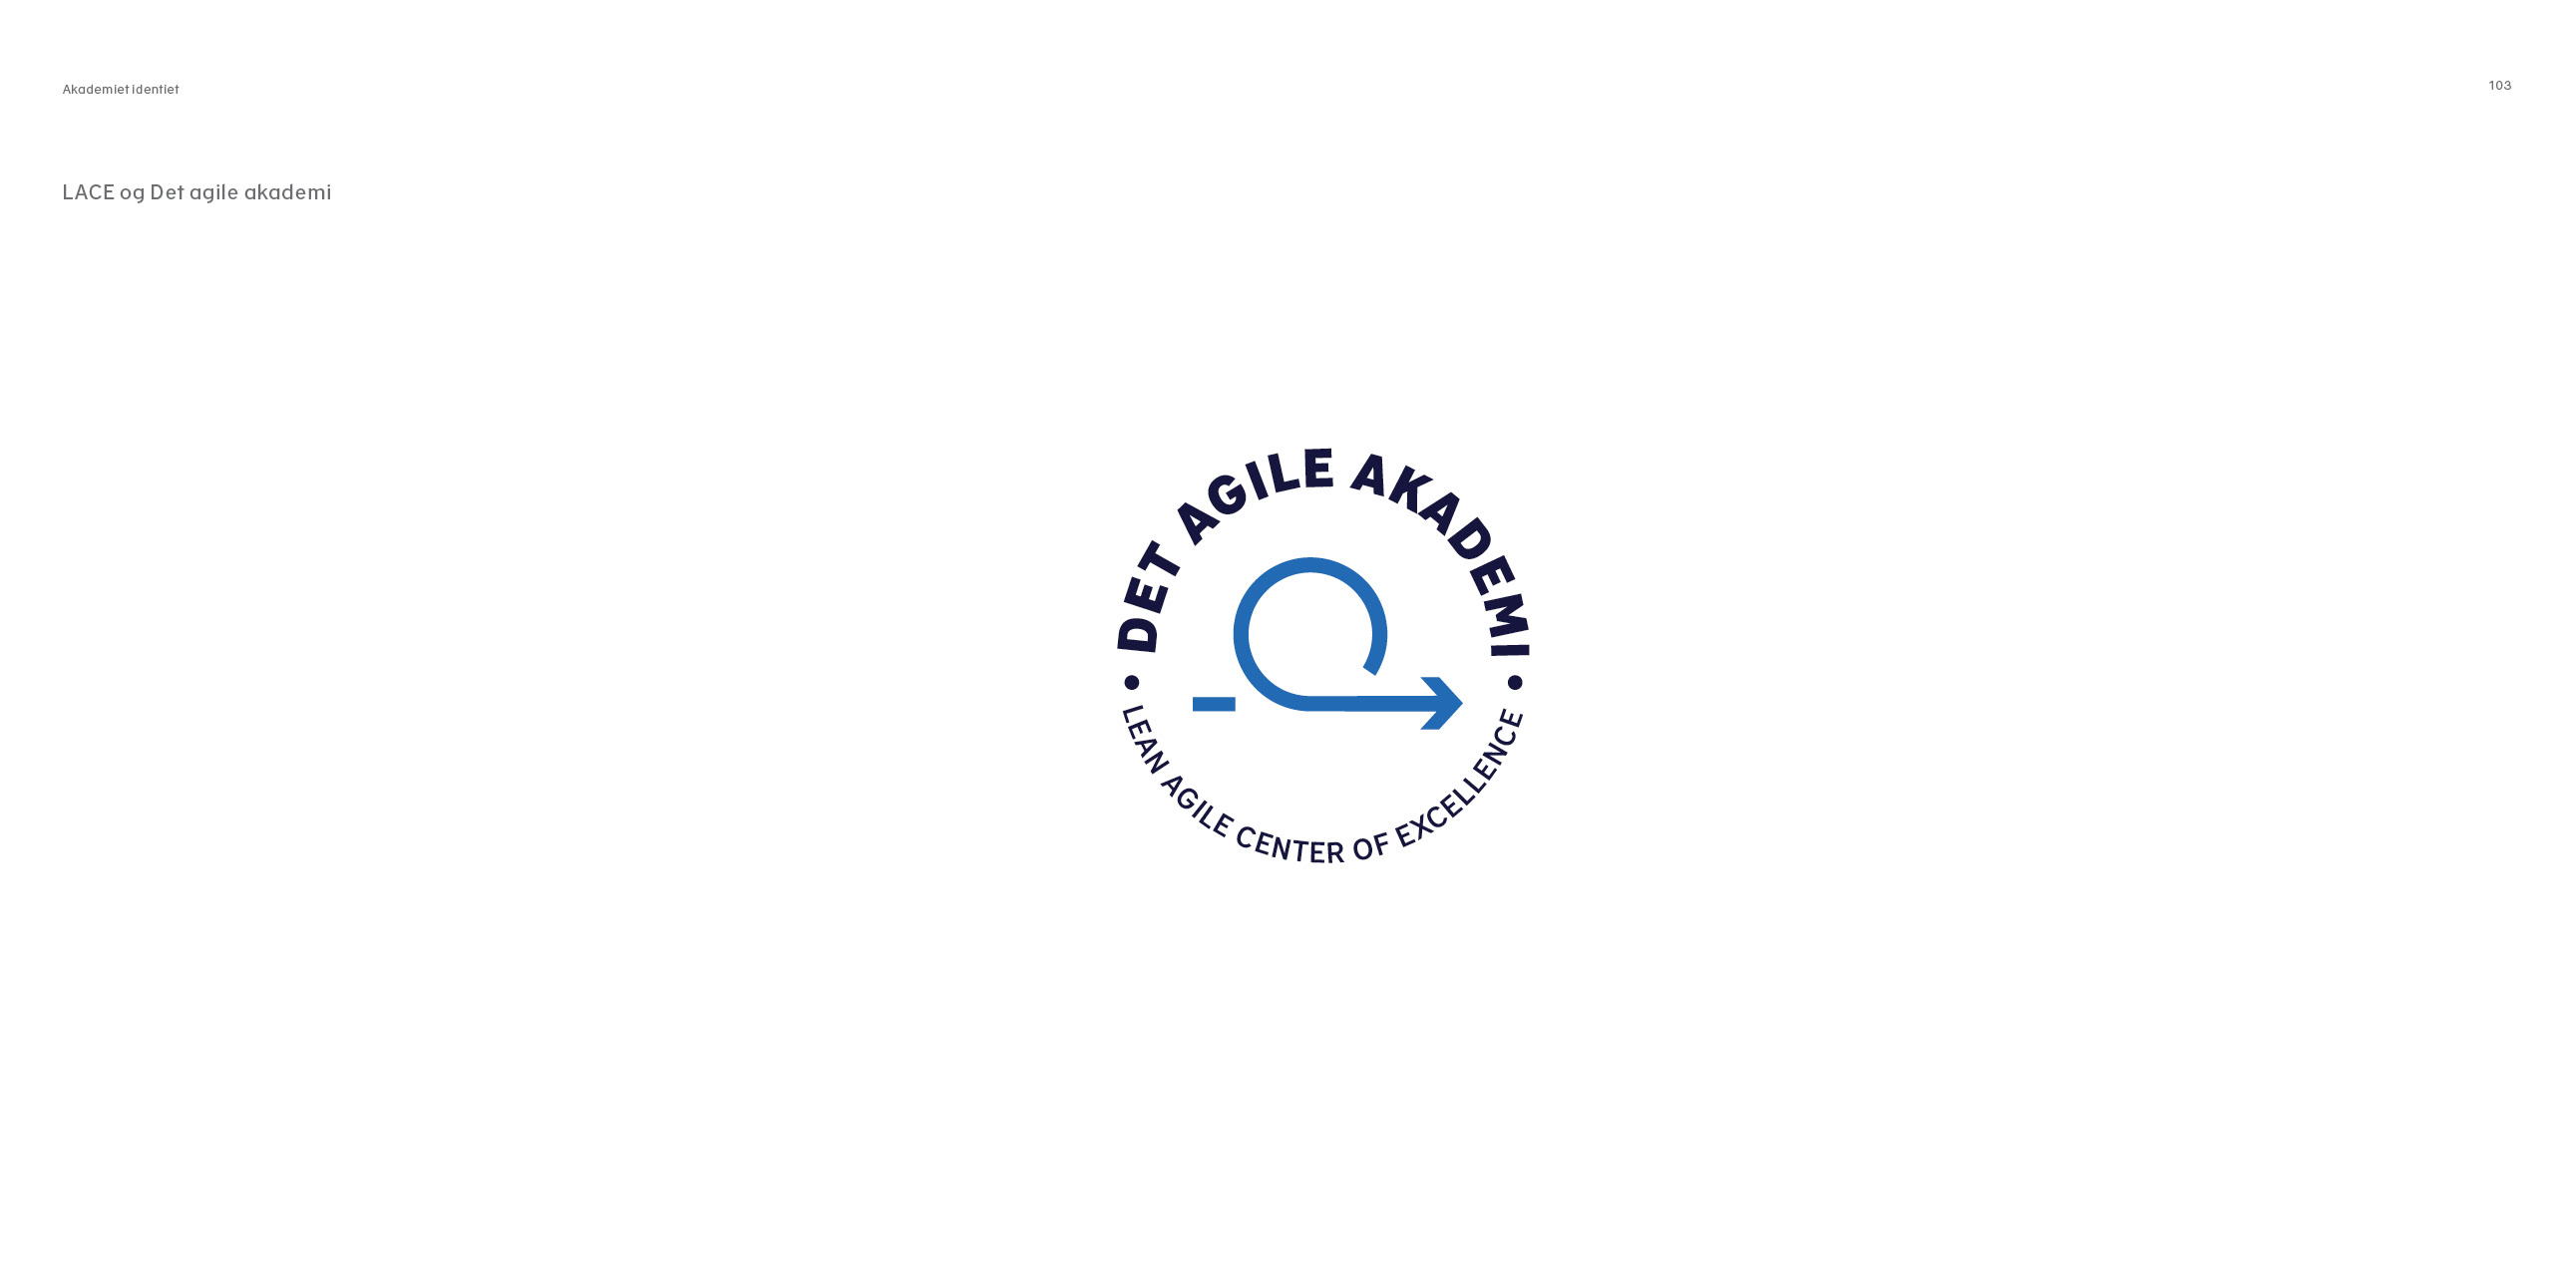 Akademiet identiet
103
LACE og Det agile akademi
DET AGILE AKADEMI
LEAN AGILE CENTER OF EXCELLENCE